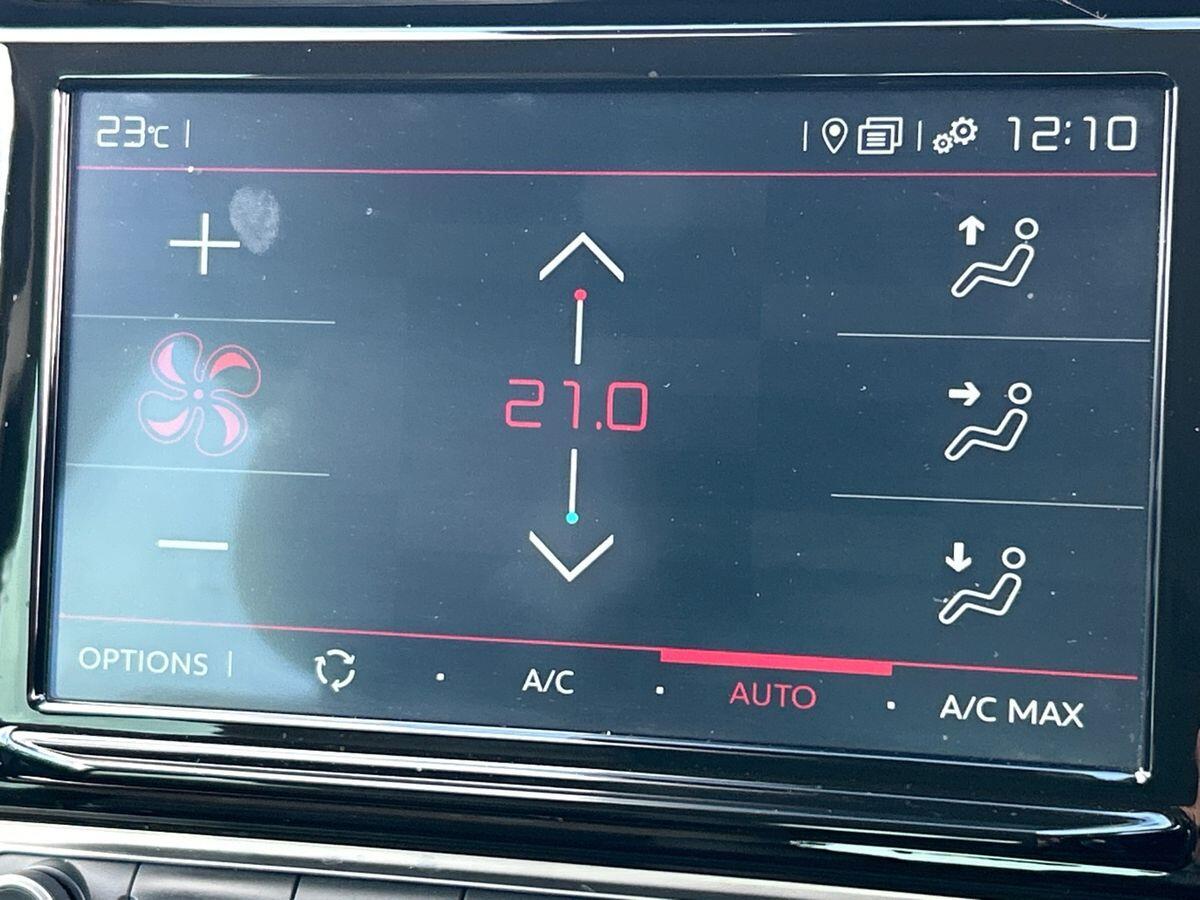 23°C
12:10
21.0
OPTIONS
A/C
AUTO
A/C MAX